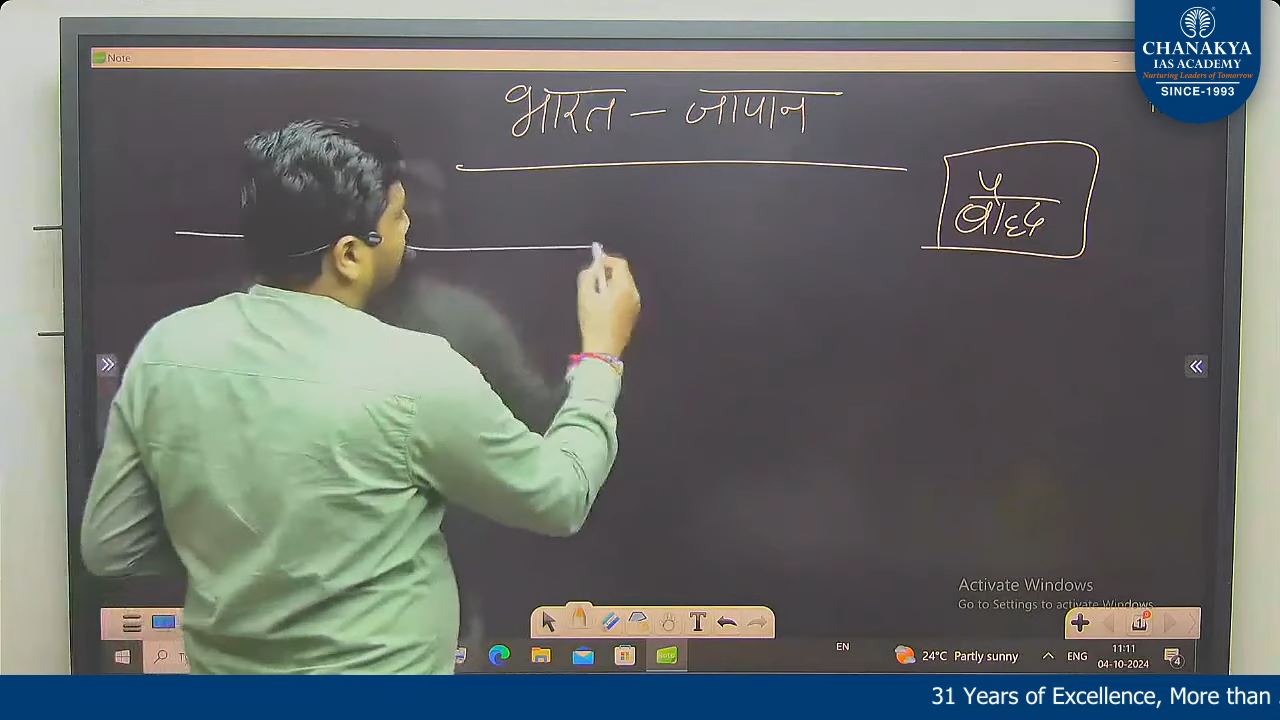 Note
CHANAKYA
IAS ACADEMY
Nurturing Leaders of Tomorrow
SINCE-1993
भारत – जापान
Activate Windows
Go to Settings to activate Windows.
EN
24°C Partly sunny
ENG
11:11
04-10-2024
4
31 Years of Excellence, More than